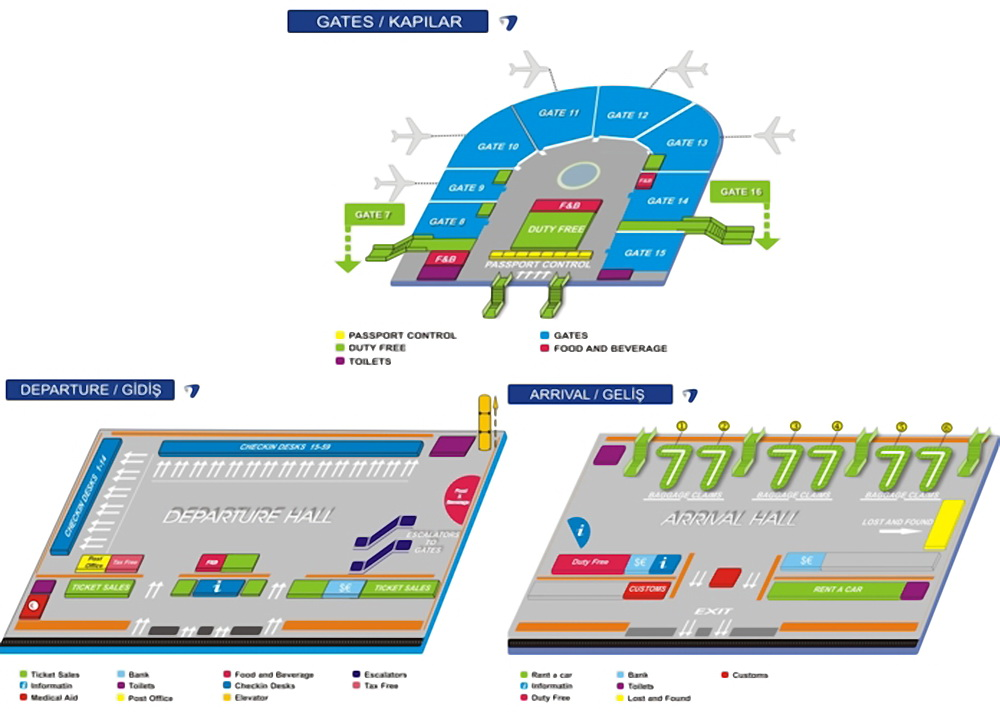 GATES / KAPILAR
GATE 11
GATE 12
GATE 10
GATE 13
GATE 9
F&B
GATE 14
GATE 16
GATE 7
GATE 8
F&B
DUTY FREE
F&B
GATE 15
PASSPORT CONTROL
PASSPORT CONTROL
DUTY FREE
TOILETS
GATES
FOOD AND BEVERAGE
DEPARTURE / GİDİŞ
CHECKIN DESKS 15-59
CHECKIN DESKS 1-14
Food
&
Beverage
DEPARTURE HALL
ESCALATORS
TO
GATES
Post
Office
Tax Free
F&B
TICKET SALES
i
$€
TICKET SALES
Ticket Sales
Informatin
Medical Aid
Bank
Toilets
Post Office
Food and Beverage
Checkin Desks
Elevator
Escalators
Tax Free
ARRIVAL / GELİŞ
1
2
3
4
5
6
BAGGAGE CLAIMS
BAGGAGE CLAIMS
BAGGAGE CLAIMS
ARRIVAL HALL
LOST AND FOUND
i
Duty Free
$€
i
$€
CUSTOMS
RENT A CAR
EXIT
Rent a car
Informatin
Duty Free
Bank
Toilets
Lost and Found
Customs